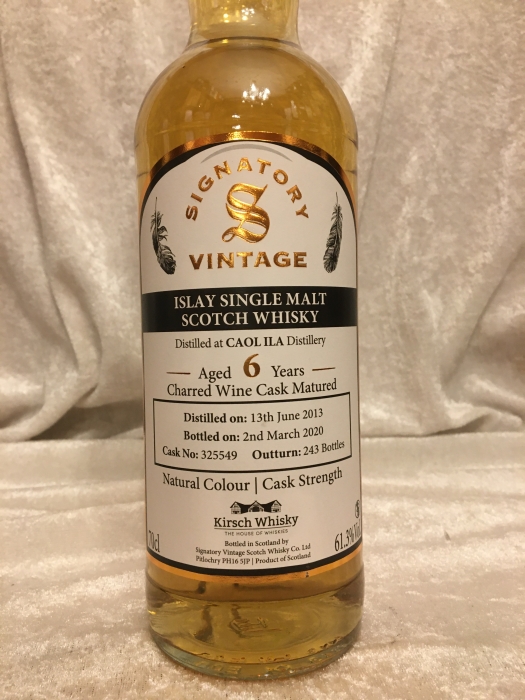 SIGNATORY
S
VINTAGE
ISLAY SINGLE MALT
SCOTCH WHISKY
Distilled at CAOL ILA Distillery
Aged 6 Years
Charred Wine Cask Matured
Distilled on: 13th June 2013
Bottled on: 2nd March 2020
Cask No: 325549 Outturn: 243 Bottles
Natural Colour | Cask Strength
Kirsch Whisky
THE HOUSE OF WHISKIES
Bottled in Scotland by
Signatory Vintage Scotch Whisky Co. Ltd
Pitlochry PH16 5JP | Product of Scotland
70cl
61.3%Vol